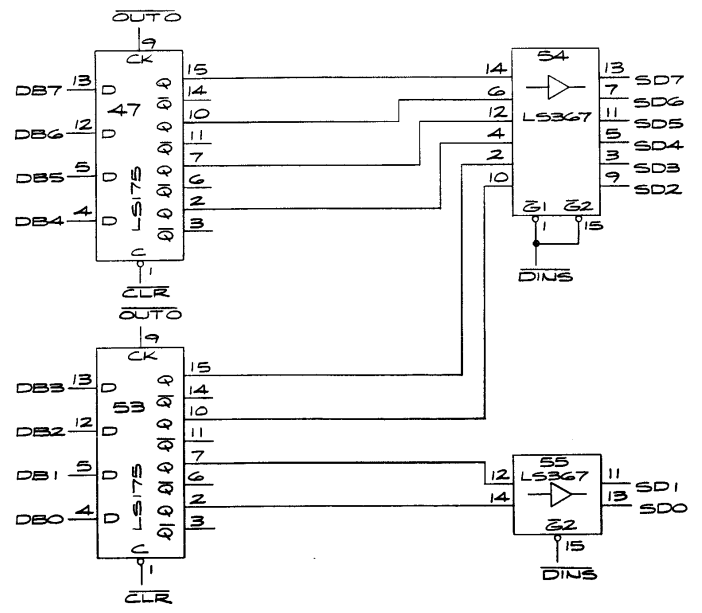 OUT0
9
CK
DB7 13 D
DB6 12 D
DB5 5 D
DB4 4 D
47
LS175
Q 15
Q 14
Q 10
Q 11
Q 7
Q 6
Q 2
Q 3
C
1
CLR
54
LS367
14 13 SD7
6 7 SD6
12 11 SD5
4 5 SD4
2 3 SD3
10 9 SD2
G1 G2
1 15
DINS
OUT0
9
CK
DB3 13 D
DB2 12 D
DB1 5 D
DB0 4 D
53
LS175
Q 15
Q 14
Q 10
Q 11
Q 7
Q 6
Q 2
Q 3
C
1
CLR
55
LS367
12 11 SD1
14 13 SD0
G2
15
DINS